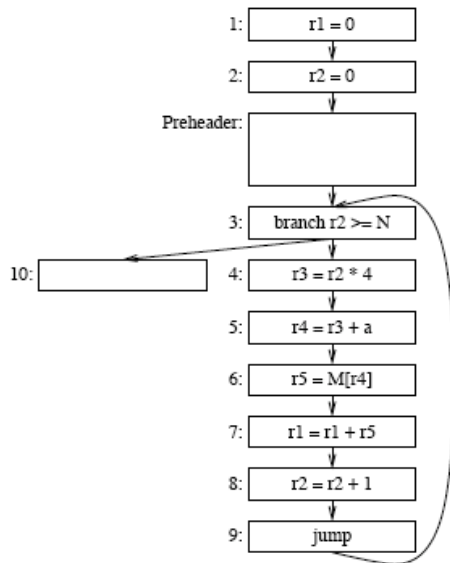 1: r1 = 0
2: r2 = 0
Preheader:
3: branch r2 >= N
10:
4: r3 = r2 * 4
5: r4 = r3 + a
6: r5 = M[r4]
7: r1 = r1 + r5
8: r2 = r2 + 1
9: jump